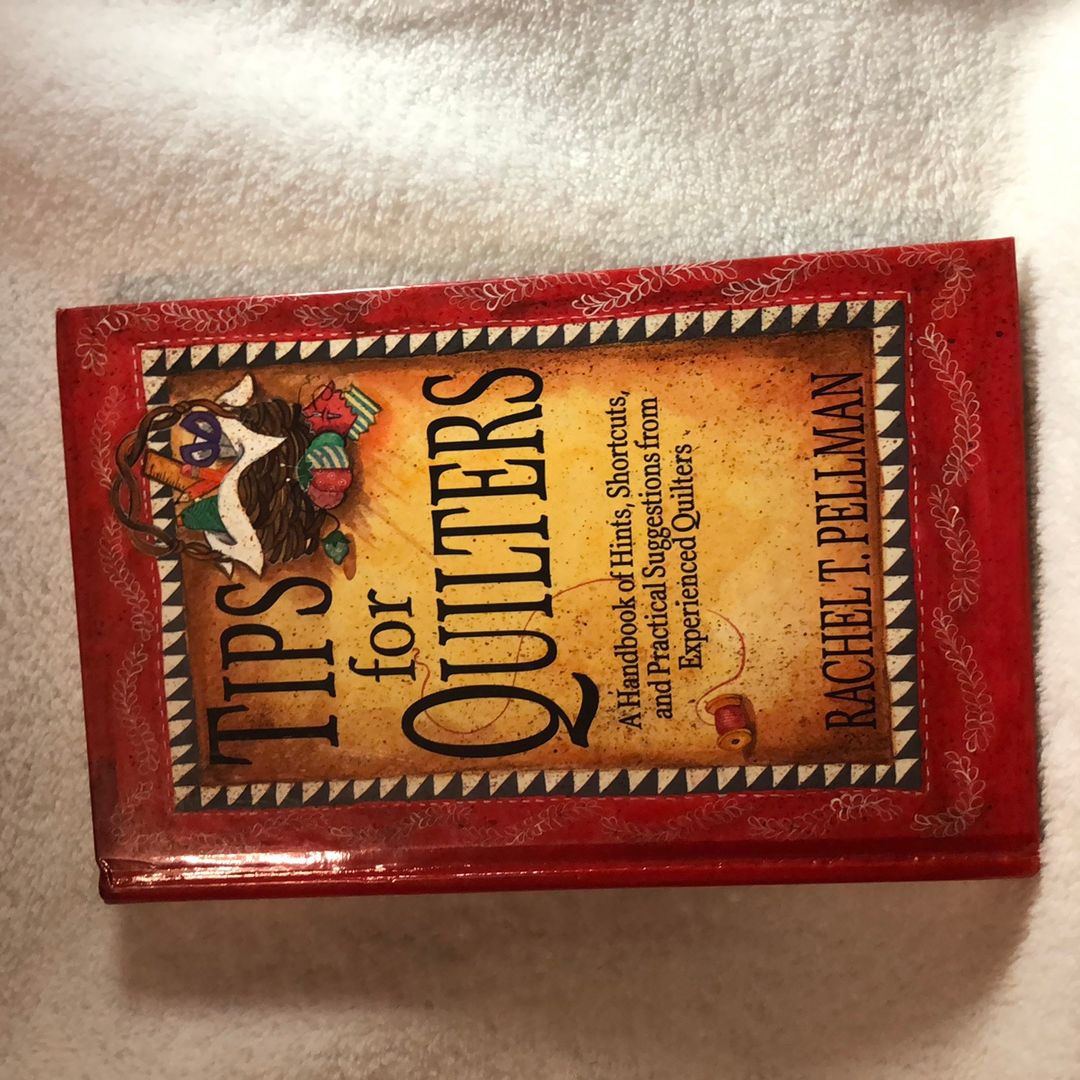 TIPS
for
QUILTERS
A Handbook of Hints, Shortcuts,
and Practical Suggestions from
Experienced Quilters
RACHEL T. PELLMAN